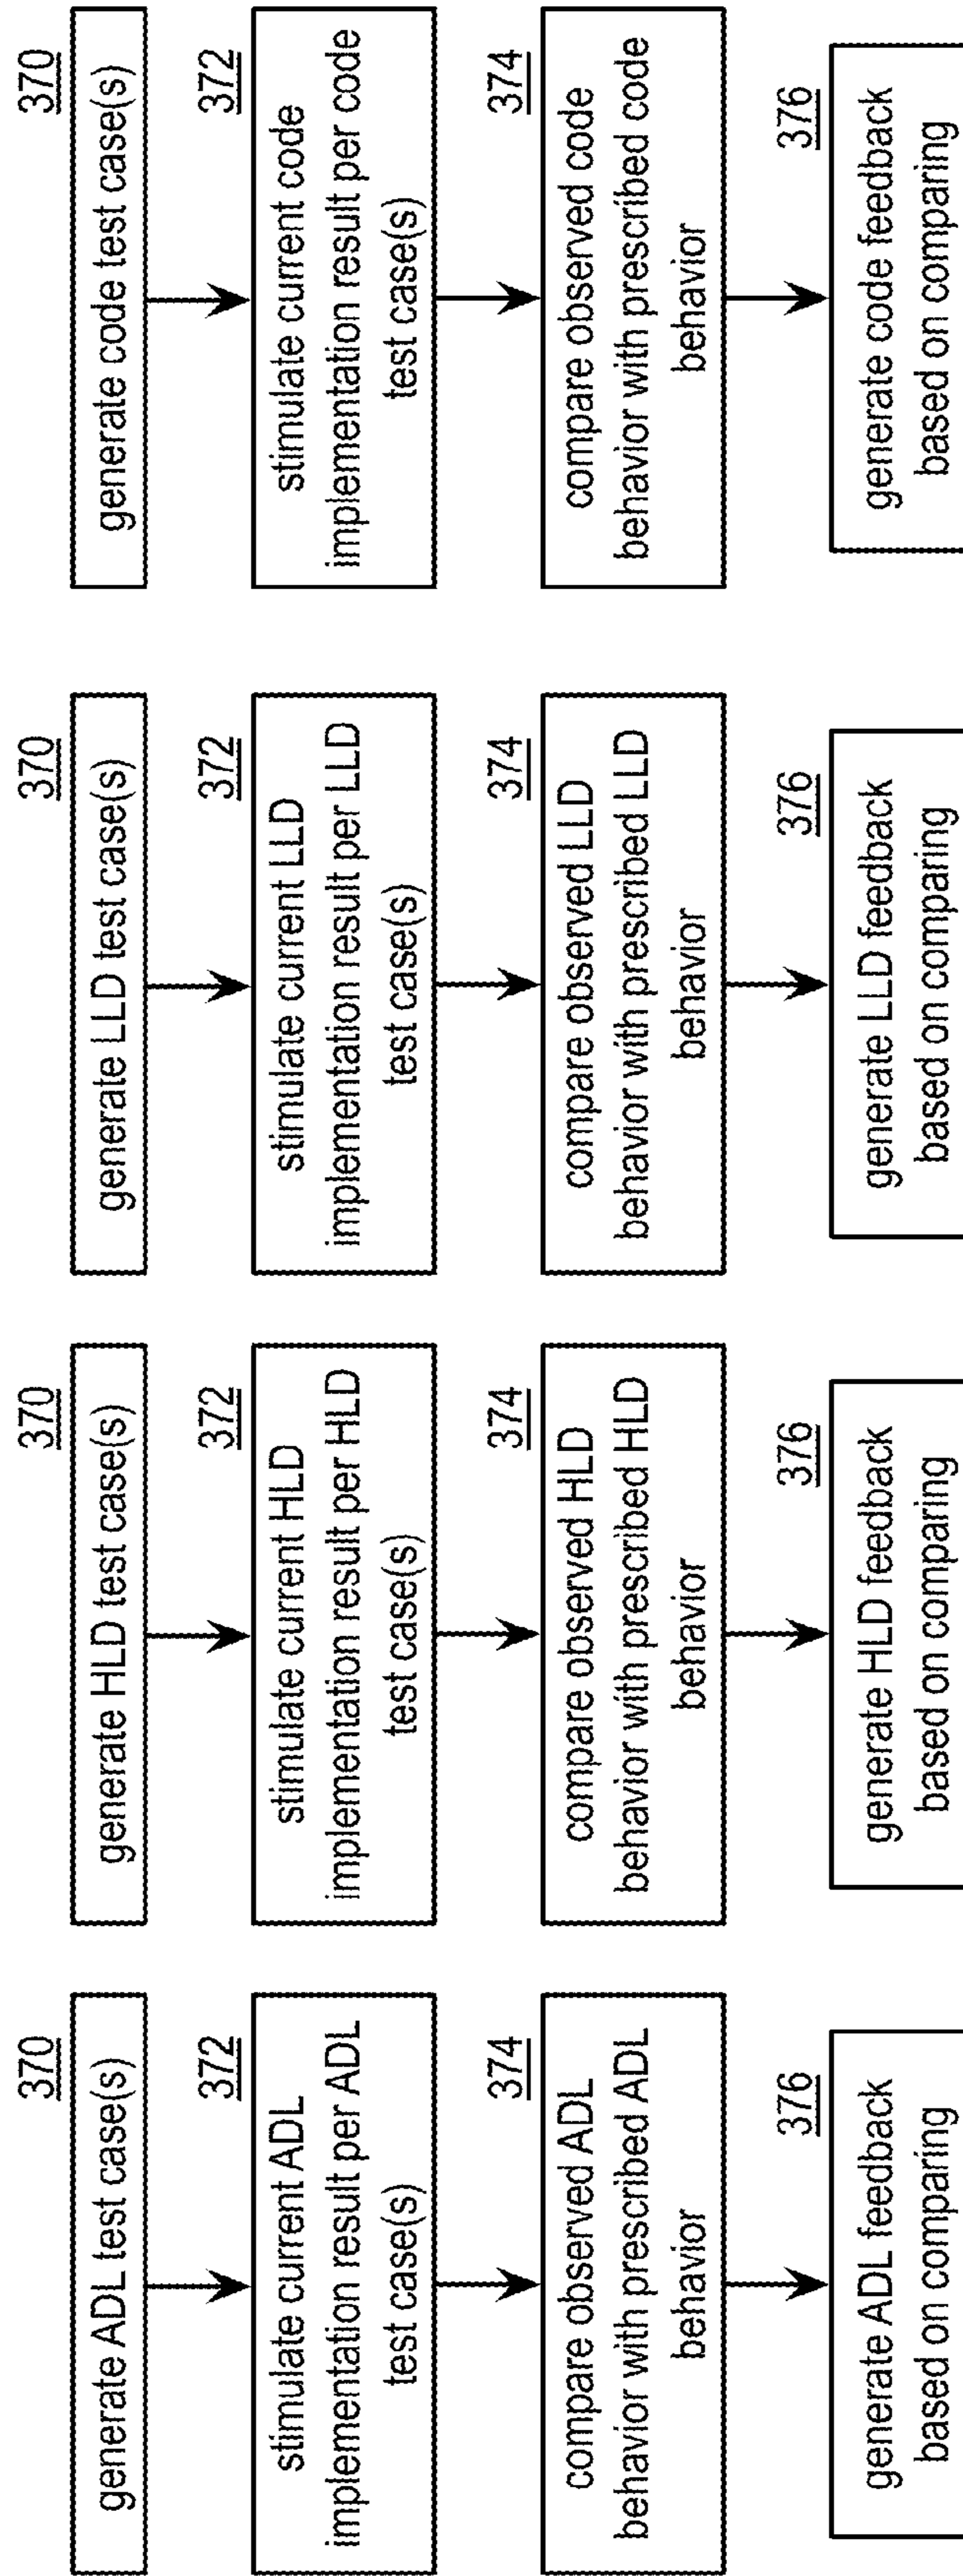 370
generate ADL test case(s)
372
stimulate current ADL
implementation result per ADL
test case(s)
374
compare observed ADL
behavior with prescribed ADL
behavior
376
generate ADL feedback
based on comparing
370
generate HLD test case(s)
372
stimulate current HLD
implementation result per HLD
test case(s)
374
compare observed HLD
behavior with prescribed HLD
behavior
376
generate HLD feedback
based on comparing
370
generate LLD test case(s)
372
stimulate current LLD
implementation result per LLD
test case(s)
374
compare observed LLD
behavior with prescribed LLD
behavior
376
generate LLD feedback
based on comparing
370
generate code test case(s)
372
stimulate current code
implementation result per code
test case(s)
374
compare observed code
behavior with prescribed code
behavior
376
generate code feedback
based on comparing